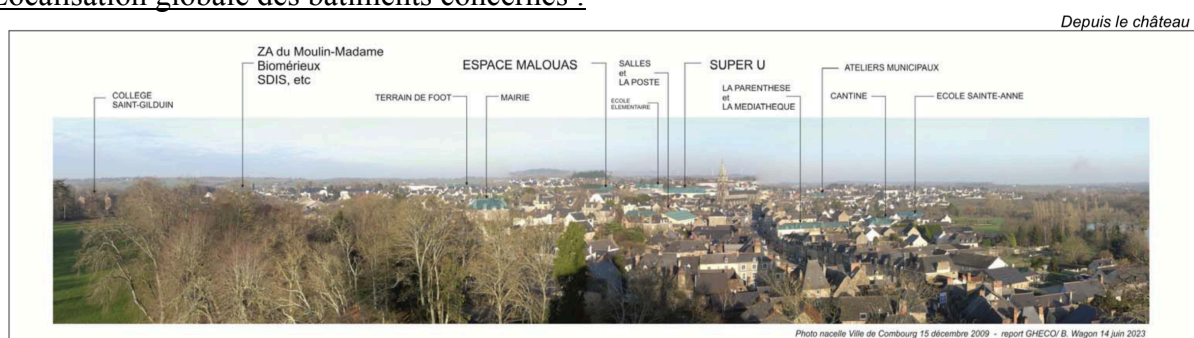 Localisation globale des bâtiments concernés :
Depuis le château
COLLEGE
SAINT-GILDUIN
ZA du Moulin-Madame
Biomérieux
SDIS, etc
TERRAIN DE FOOT
MAIRIE
ESPACE MALOUAS
SALLES
et
LA POSTE
ECOLE
ELEMENTAIRE
SUPER U
LA PARENTHESE
et
LA MEDIATHEQUE
ATELIERS MUNICIPAUX
CANTINE
ECOLE SAINTE-ANNE
Photo nacelle Ville de Combourg 15 décembre 2009 - report GHECO/ B. Wagon 14 juin 2023